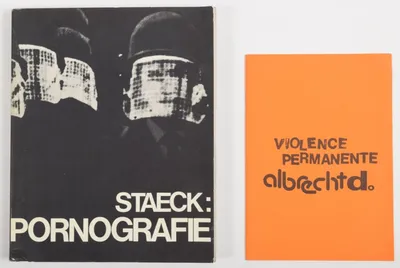 STAECK:
PORNOGRAFIE
VIOLENCE
PERMANENTE
albrecht d.